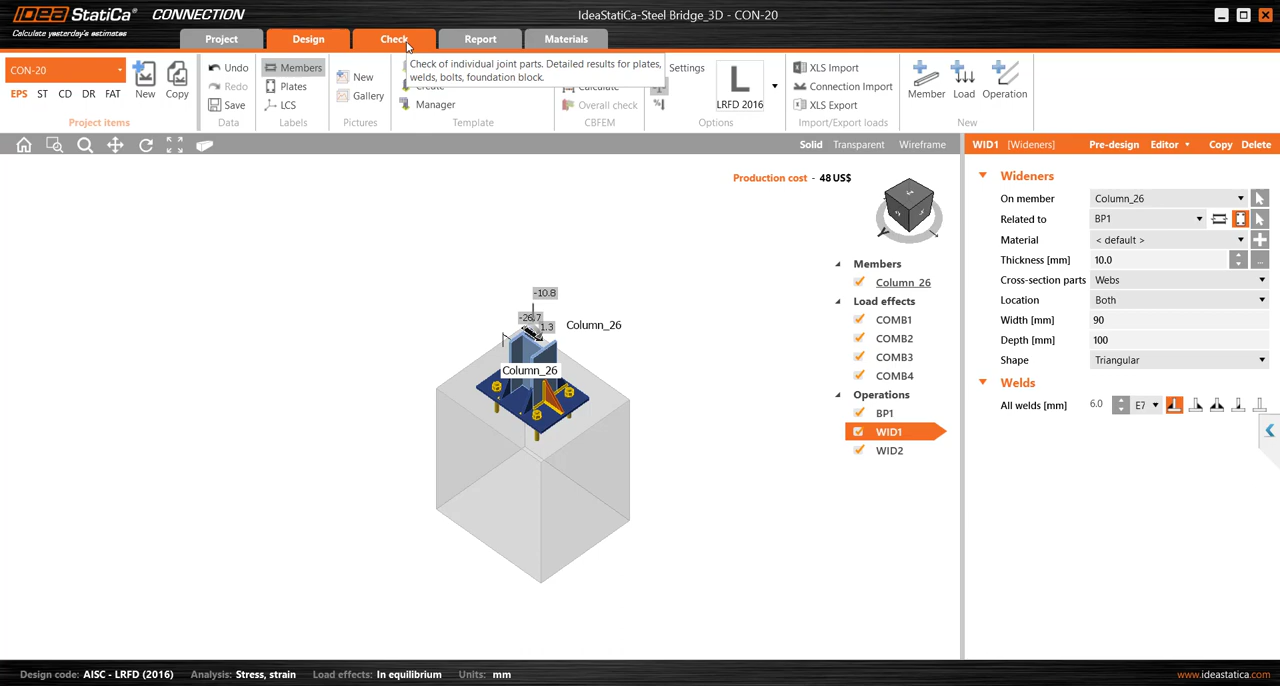 IDEA StatiCa® CONNECTION
Calculate yesterday's estimates
IdeaStatiCa-Steel Bridge_3D - CON-20
Project
Design
Check
Report
Materials
CON-20
EPS ST CD DR FAT
New
Copy
Project items
Undo
Redo
Save
Data
Members
Plates
LCS
Labels
New
Gallery
Pictures
Check of individual joint parts. Detailed results for plates, welds, bolts, foundation block.
Create
Manager
Template
Calculate
Overall check
CBFEM
Settings
LRFD 2016
Options
XLS Import
Connection Import
XLS Export
Import/Export loads
Member
Load
Operation
New
Solid
Transparent
Wireframe
WID1 [Wideners]
Pre-design
Editor
Copy
Delete
Production cost - 48 US$
Members
Column_26
Load effects
COMB1
COMB2
COMB3
COMB4
Operations
BP1
WID1
WID2
-10.8
-26.7
1.3
Column_26
Column_26
Wideners
On member Column_26
Related to BP1
Material < default >
Thickness [mm] 10.0
Cross-section parts Webs
Location Both
Width [mm] 90
Depth [mm] 100
Shape Triangular
Welds
All welds [mm] 6.0 E7
Design code: AISC - LRFD (2016) Analysis: Stress, strain Load effects: In equilibrium Units: mm
www.ideastatica.com